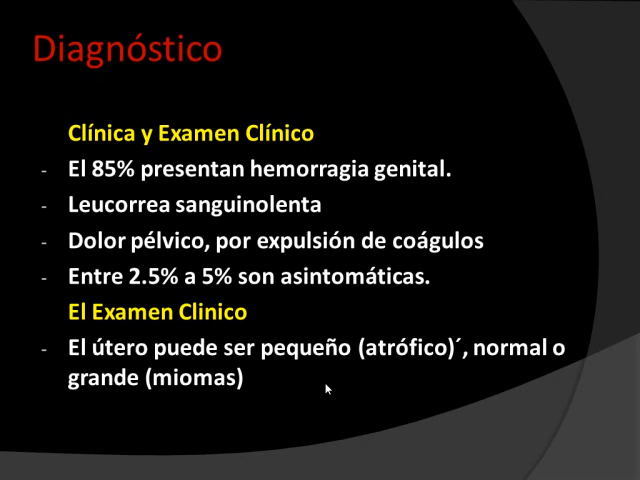 Diagnóstico
Clínica y Examen Clínico
- El 85% presentan hemorragia genital.
- Leucorrea sanguinolenta
- Dolor pélvico, por expulsión de coágulos
- Entre 2.5% a 5% son asintomáticas.
El Examen Clinico
- El útero puede ser pequeño (atrófico)´, normal o
grande (miomas)